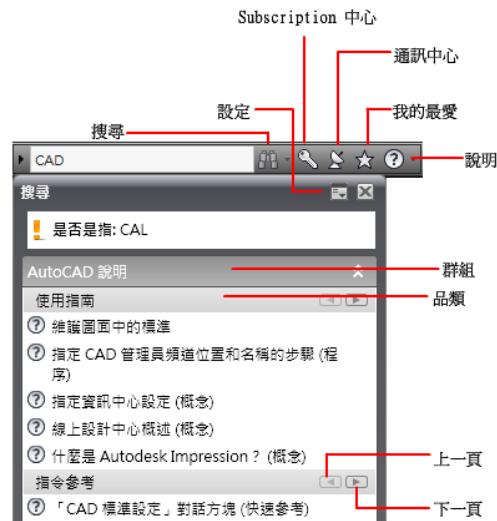 Subscription 中心
通訊中心
設定
我的最愛
搜尋
CAD
說明
搜尋
是否是指: CAL
AutoCAD 說明
群組
使用指南
品類
維護圖面中的標準
指定 CAD 管理員頻道位置和名稱的步驟 (程
序)
指定資訊中心設定 (概念)
線上設計中心概述 (概念)
什麼是 Autodesk Impression？ (概念)
上一頁
指令參考
「CAD 標準設定」對話方塊 (快速參考)
下一頁